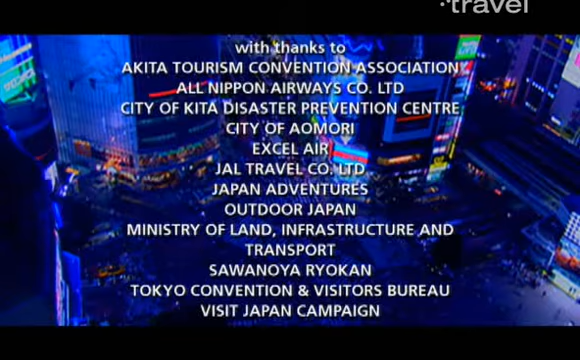 travel
with thanks to
AKITA TOURISM CONVENTION ASSOCIATION
ALL NIPPON AIRWAYS CO. LTD
CITY OF KITA DISASTER PREVENTION CENTRE
CITY OF AOMORI
EXCEL AIR
JAL TRAVEL CO. LTD
JAPAN ADVENTURES
OUTDOOR JAPAN
MINISTRY OF LAND, INFRASTRUCTURE AND
TRANSPORT
SAWANOYA RYOKAN
TOKYO CONVENTION & VISITORS BUREAU
VISIT JAPAN CAMPAIGN